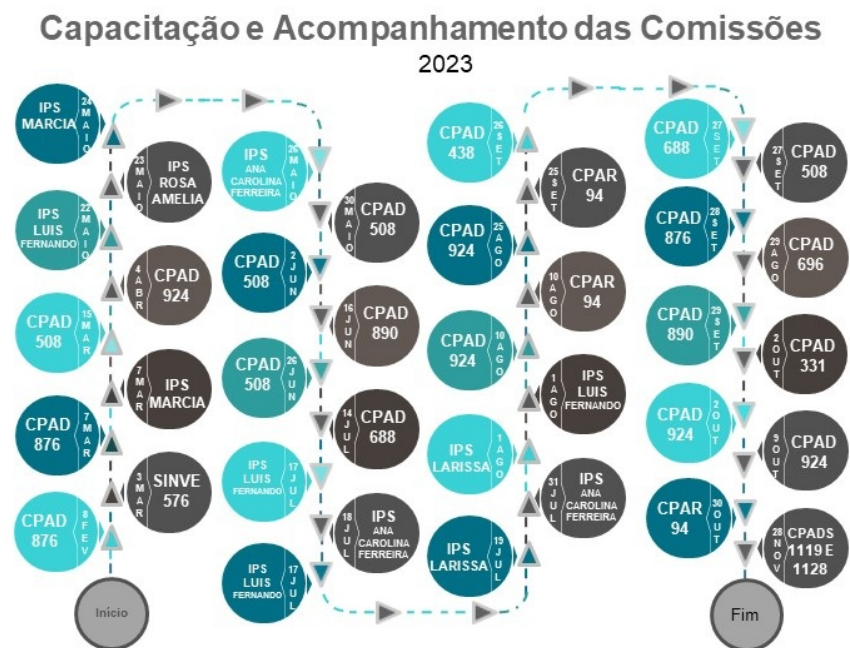 Capacitação e Acompanhamento das Comissões
2023
Início
CPAD
876
8 FEV
3 MAR
SINVE
576
CPAD
876
7 MAR
7 MAR
IPS
MARCIA
CPAD
508
15 MAR
4 ABR
CPAD
924
IPS
LUIS
FERNANDO
22 MAIO
23 MAIO
IPS
ROSA
AMELIA
IPS
MARCIA
24 MAIO
IPS
ANA
CAROLINA
FERREIRA
26 MAIO
30 MAIO
CPAD
508
CPAD
508
2 JUN
16 JUN
CPAD
890
CPAD
508
26 JUN
14 JUL
CPAD
688
IPS
LUIS
FERNANDO
17 JUL
18 JUL
IPS
ANA
CAROLINA
FERREIRA
IPS
LUIS
FERNANDO
17 JUL
IPS
LARISSA
19 JUL
31 JUL
IPS
ANA
CAROLINA
FERREIRA
IPS
LARISSA
1 AGO
1 AGO
IPS
LUIS
FERNANDO
CPAD
924
10 AGO
10 AGO
CPAR
94
CPAD
924
25 AGO
25 SET
CPAR
94
CPAD
438
26 SET
CPAD
688
27 SET
27 SET
CPAD
508
CPAD
876
28 SET
29 AGO
CPAD
696
CPAD
890
29 SET
2 OUT
CPAD
331
CPAD
924
2 OUT
9 OUT
CPAD
924
CPAR
94
30 OUT
28 NOV
CPADS
1119 E
1128
Fim